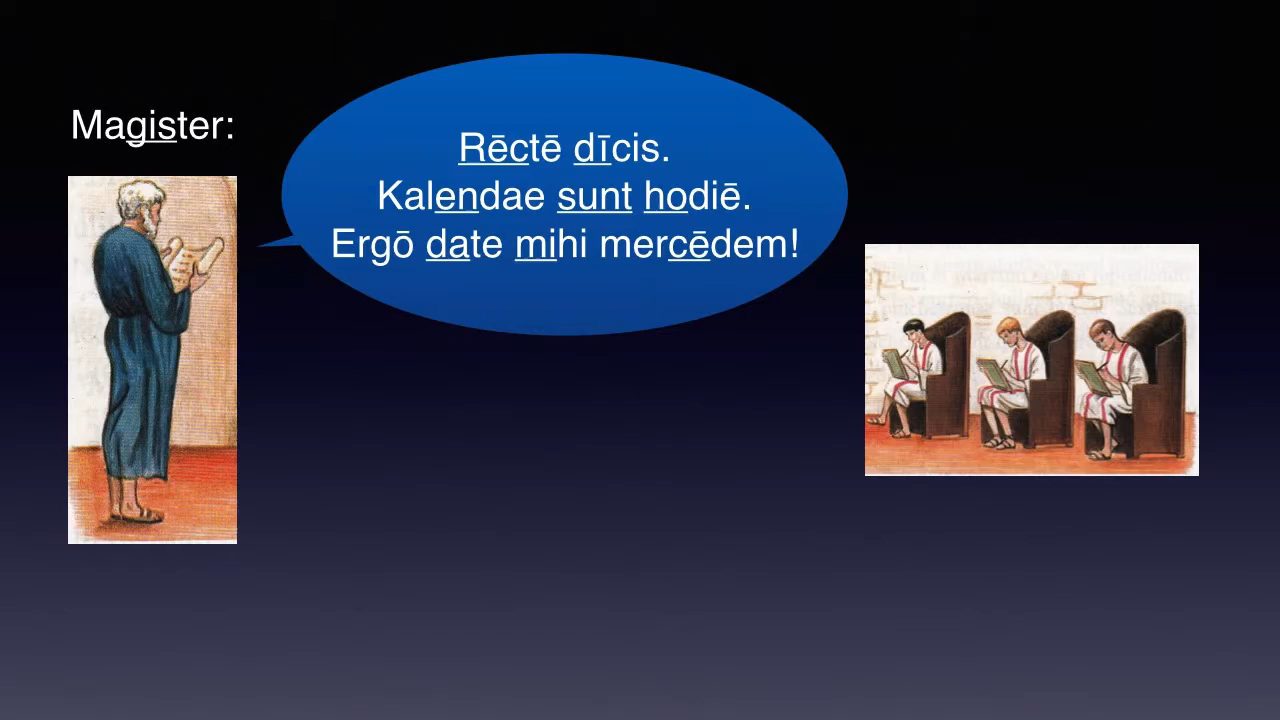 Magister:
Rēctē dīcis.
Kalendae sunt hodiē.
Ergō date mihi mercēdem!